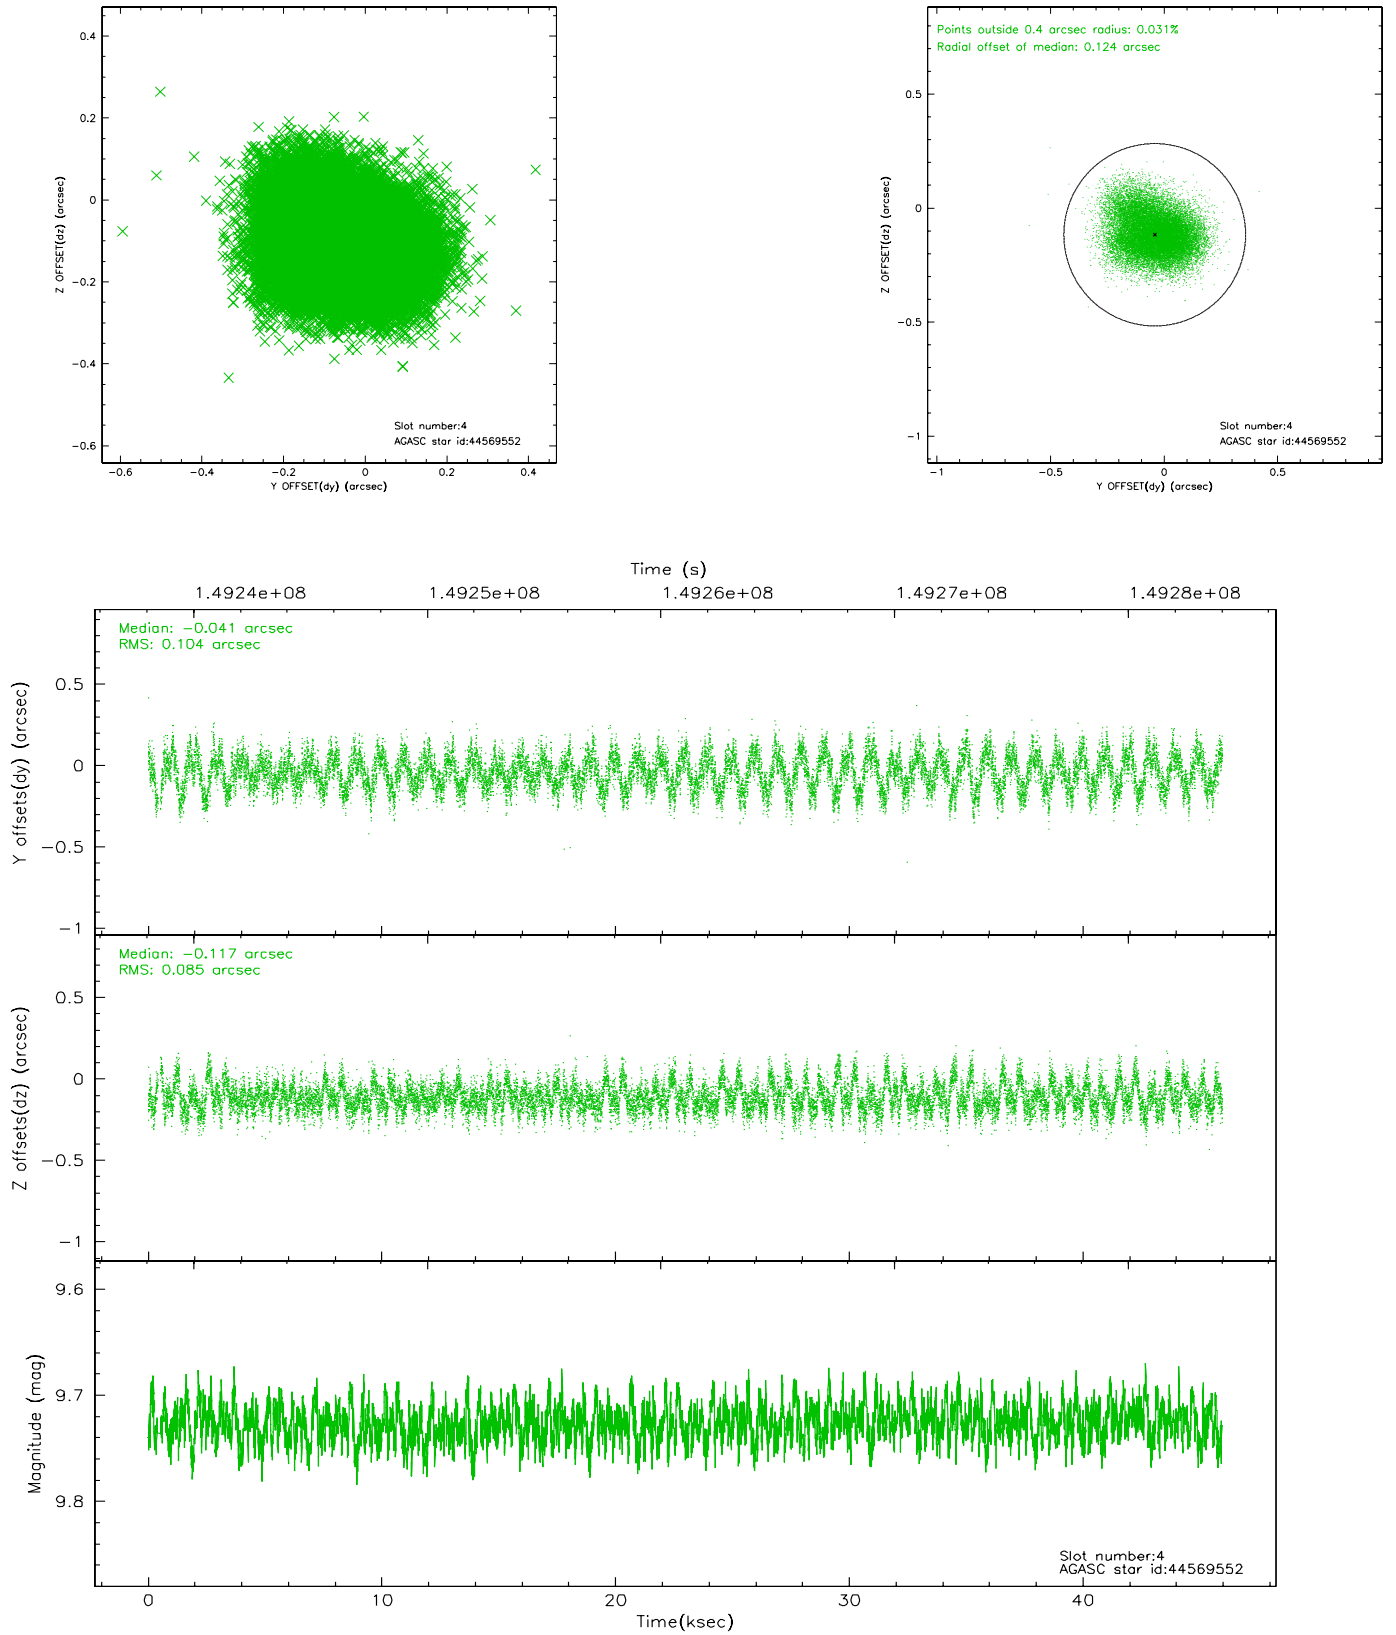 0.4
0.2
0
−0.2
−0.4
−0.6
Z OFFSET(dz) (arcsec)
−0.6 −0.4 −0.2 0 0.2 0.4
Y OFFSET(dy) (arcsec)
Slot number:4
AGASC star id:44569552
Points outside 0.4 arcsec radius: 0.031%
Radial offset of median: 0.124 arcsec
0.5
0
−0.5
−1
Z OFFSET(dz) (arcsec)
−1 −0.5 0 0.5
Y OFFSET(dy) (arcsec)
Slot number:4
AGASC star id:44569552
Time (s)
1.4924e+08 1.4925e+08 1.4926e+08 1.4927e+08 1.4928e+08
Median: −0.041 arcsec
RMS: 0.104 arcsec
0.5
0
−0.5
−1
Y offsets(dy) (arcsec)
Median: −0.117 arcsec
RMS: 0.085 arcsec
0.5
0
−0.5
−1
Z offsets(dz) (arcsec)
9.6
9.7
9.8
Magnitude (mag)
Slot number:4
AGASC star id:44569552
0 10 20 30 40
Time(ksec)